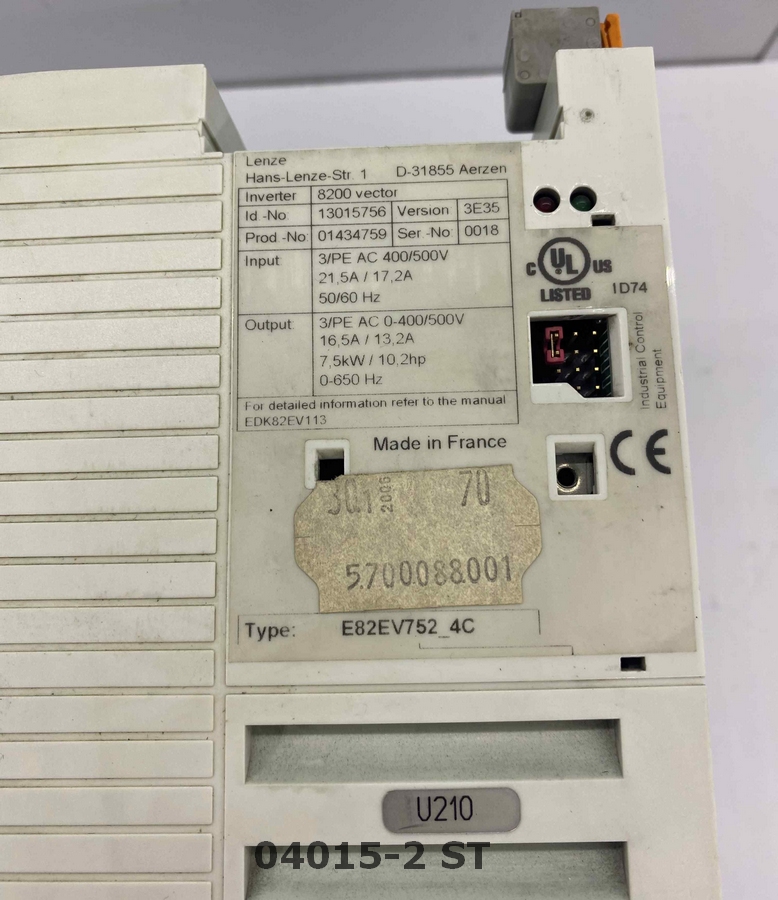 Lenze
Hans-Lenze-Str. 1 D-31855 Aerzen
Inverter 8200 vector
Id -No: 13015756 Version 3E35
Prod -No: 01434759 Ser -No: 0018
Input 3/PE AC 400/500V
21,5A / 17,2A
50/60 Hz
Output 3/PE AC 0-400/500V
16,5A / 13,2A
7,5kW / 10,2hp
0-650 Hz
For detailed information refer to the manual
EDK82EV113
C UL US
LISTED 1D74
Industrial Control
Equipment
Made in France
CE
2006 70
5.700088.001
Type: E82EV752_4C
U210
04015-2 ST